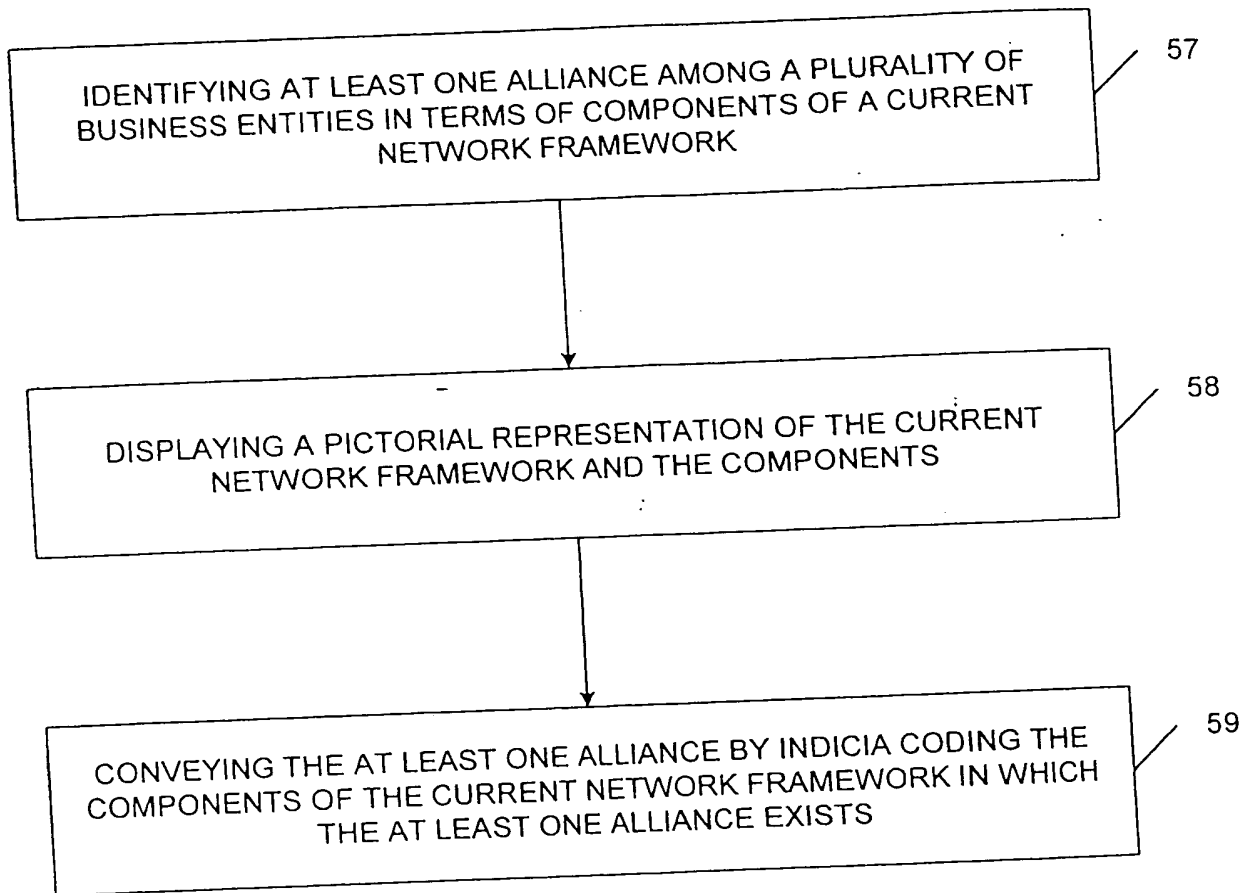 IDENTIFYING AT LEAST ONE ALLIANCE AMONG A PLURALITY OF
BUSINESS ENTITIES IN TERMS OF COMPONENTS OF A CURRENT
NETWORK FRAMEWORK
57
DISPLAYING A PICTORIAL REPRESENTATION OF THE CURRENT
NETWORK FRAMEWORK AND THE COMPONENTS
58
CONVEYING THE AT LEAST ONE ALLIANCE BY INDICIA CODING THE
COMPONENTS OF THE CURRENT NETWORK FRAMEWORK IN WHICH
THE AT LEAST ONE ALLIANCE EXISTS
59